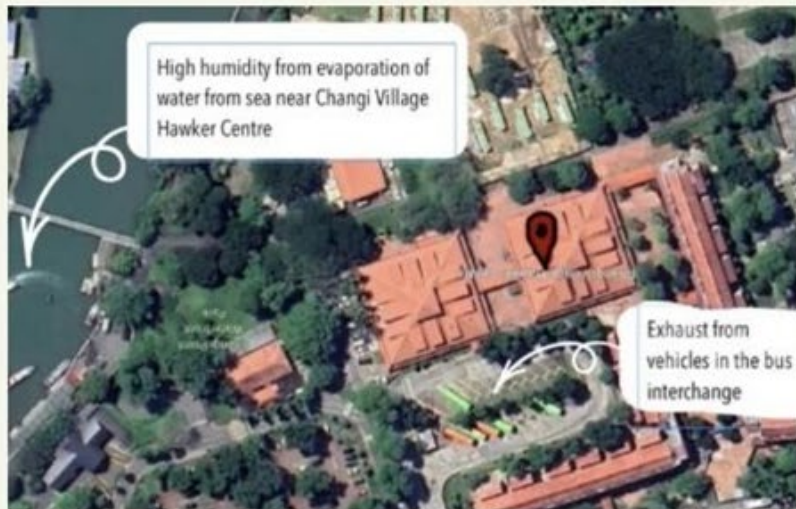 High humidity from evaporation of
water from sea near Changi Village
Hawker Centre
Exhaust from
vehicles in the bus
interchange